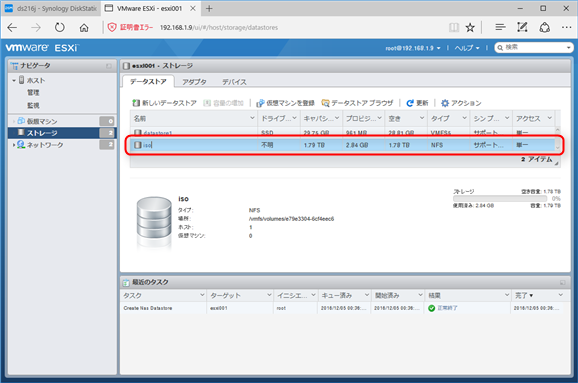 ds216j - Synology DiskStati
VMware ESXi - esxi001
証明書エラー 192.168.1.9/ui/#/host/storage/datastores
vmware ESXi
root@192.168.1.9
ヘルプ
検索
ナビゲータ
ホスト
管理
監視
仮想マシン 0
ストレージ 2
ネットワーク 2
esxi001 - ストレージ
データストア アダプタ デバイス
新しいデータストア 容量の増加 仮想マシンを登録 データストア ブラウザ 更新 アクション
検索
名前 ドライブ... キャパシ... プロビジ... 空き タイプ シン プ... アクセス
datastore1 SSD 29.75 GB 961 MB 28.81 GB VMFS5 サポート... 単一
iso 不明 1.79 TB 2.84 GB 1.78 TB NFS サポート... 単一
2 アイテム
iso
タイプ: NFS
場所: /vmfs/volumes/e79e3304-6cf4eec6
ホスト: 1
仮想マシン: 0
ストレージ 空き容量: 1.78 TB
0%
使用済み: 2.84 GB 容量: 1.79 TB
最近のタスク
タスク ターゲット イニシエ... キュー済み 開始済み 結果 完了▼
Create Nas Datastore esxi001 root 2016/12/05 00:36:... 2016/12/05 00:36:... 正常終了 2016/12/05 00:36:...